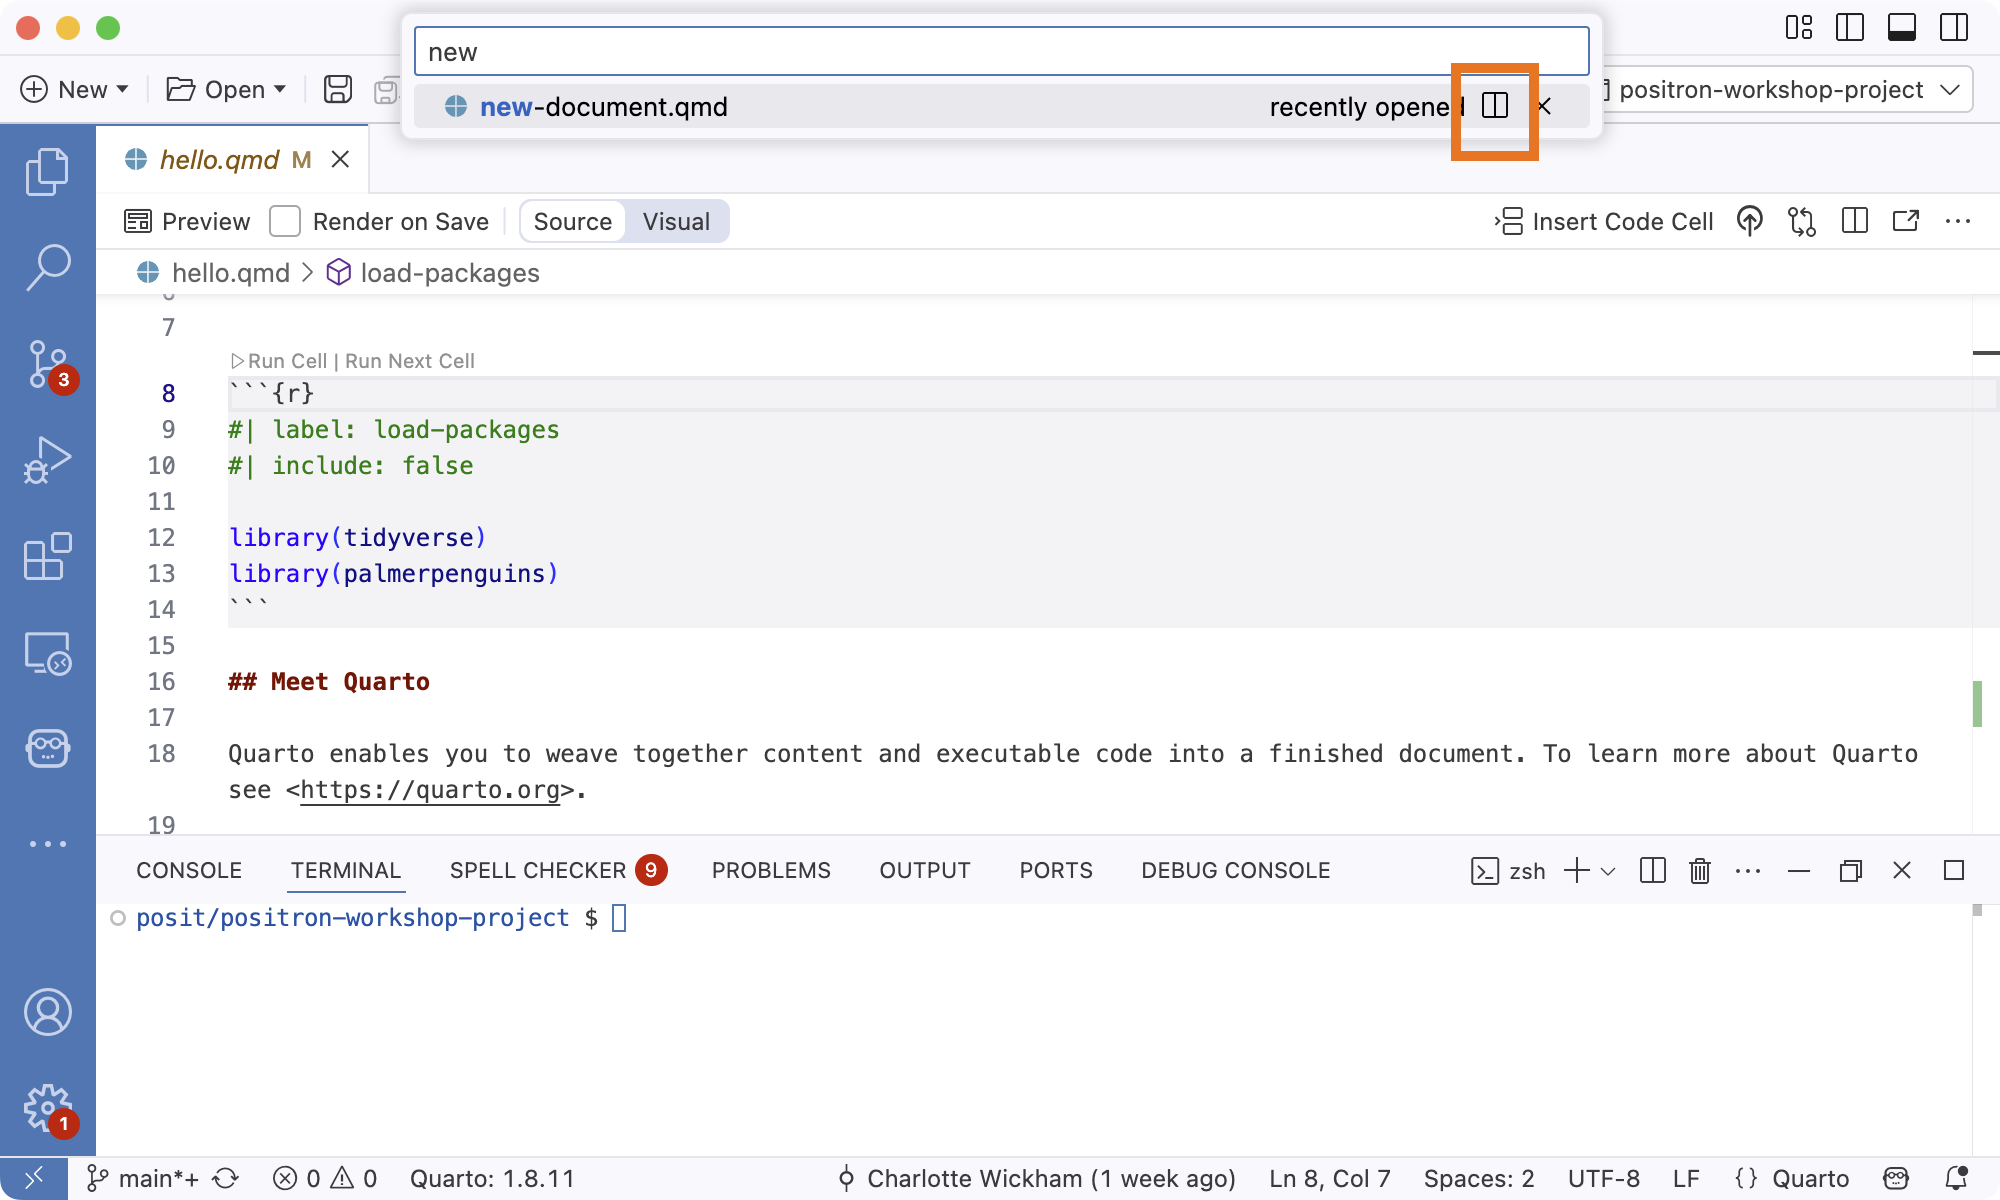 new
New Open positron-workshop-project
new-document.qmd recently opened
hello.qmd M
Preview Render on Save Source Visual Insert Code Cell
hello.qmd > load-packages
7
Run Cell | Run Next Cell
8 ```{r}
9 #| label: load-packages
10 #| include: false
11
12 library(tidyverse)
13 library(palmerpenguins)
14 ```
15
16 ## Meet Quarto
17
18 Quarto enables you to weave together content and executable code into a finished document. To learn more about Quarto
see <https://quarto.org>.
19
CONSOLE TERMINAL SPELL CHECKER 9 PROBLEMS OUTPUT PORTS DEBUG CONSOLE zsh
posit/positron-workshop-project $
3
1
main*+ 0 0 Quarto: 1.8.11 Charlotte Wickham (1 week ago) Ln 8, Col 7 Spaces: 2 UTF-8 LF {} Quarto